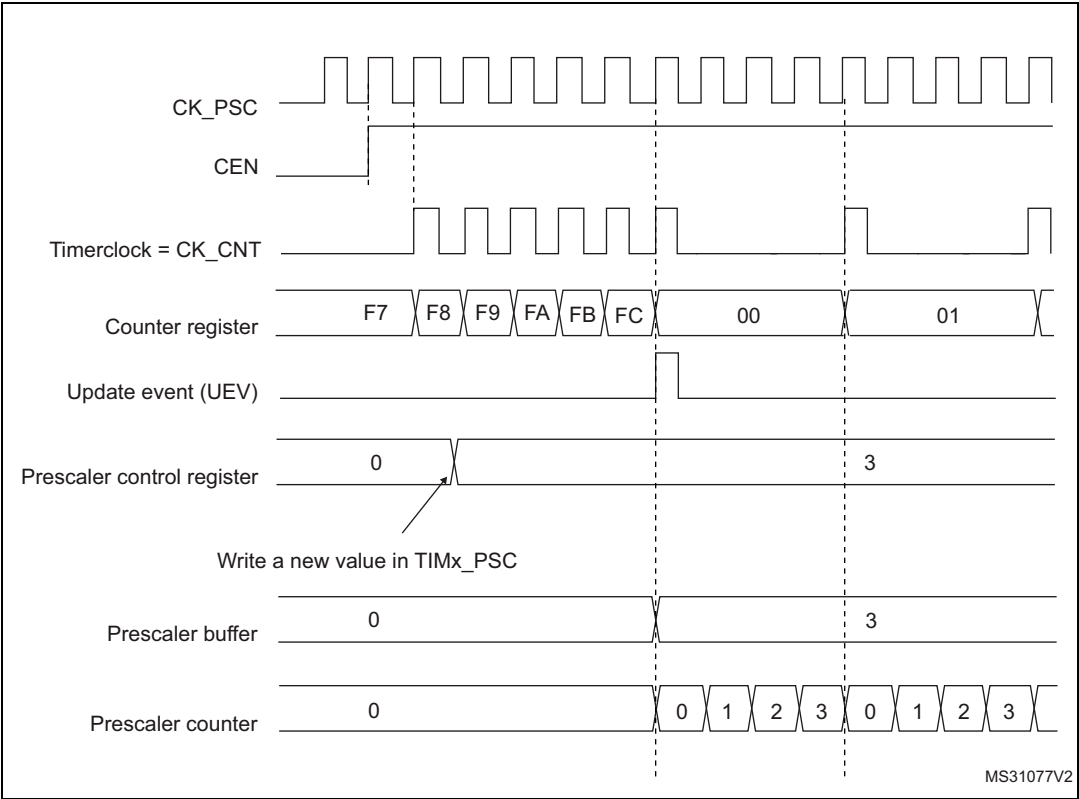 CK_PSC
CEN
Timerclock = CK_CNT
Counter register F7 F8 F9 FA FB FC 00 01
Update event (UEV)
Prescaler control register 0 3
Write a new value in TIMx_PSC
Prescaler buffer 0 3
Prescaler counter 0 0 1 2 3 0 1 2 3
MS31077V2